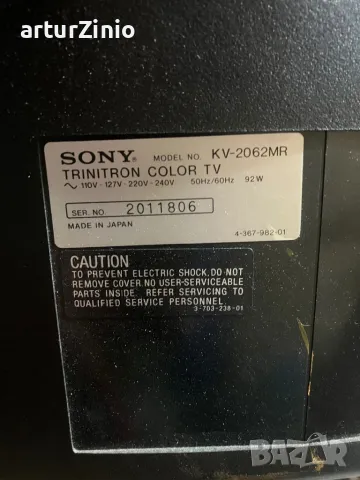 arturZinio
SONY® MODEL NO. KV-2062MR
TRINITRON COLOR TV
~ 110V - 127V - 220V - 240V 50Hz/60Hz 92W
SER. NO. 2011806
MADE IN JAPAN 4-367-982-01
CAUTION
TO PREVENT ELECTRIC SHOCK, DO NOT
REMOVE COVER. NO USER-SERVICEABLE
PARTS INSIDE. REFER SERVICING TO
QUALIFIED SERVICE PERSONNEL.
3-703-238-01
BAZAR